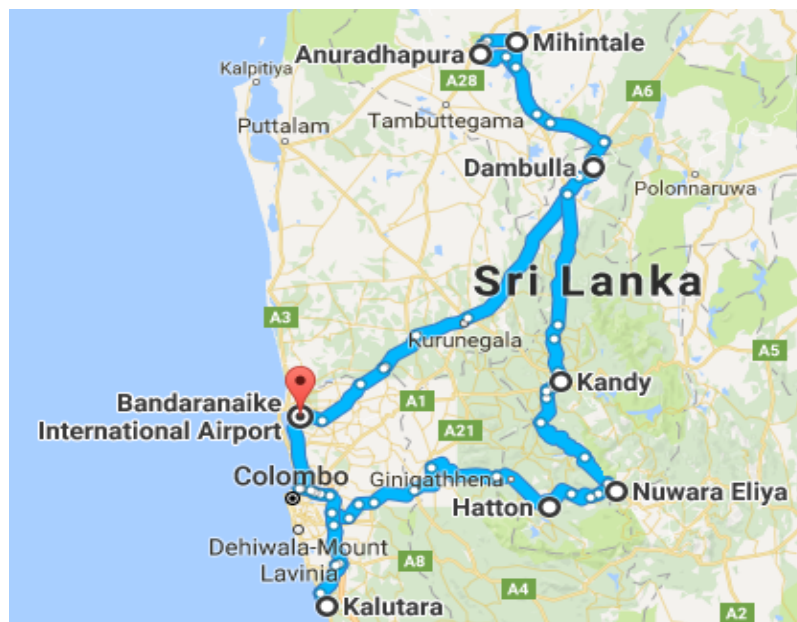 Anuradhapura
Mihintale
Kalpitiya
A28
A6
Tambuttegama
Puttalam
Dambulla
Polonnaruwa
Sri Lanka
A3
Kurunegala
A5
Kandy
Bandaranaike
International Airport
A1
A21
Colombo
Ginigathhena
Nuwara Eliya
Hatton
Dehiwala-Mount
Lavinia
A8
A4
Kalutara
A2